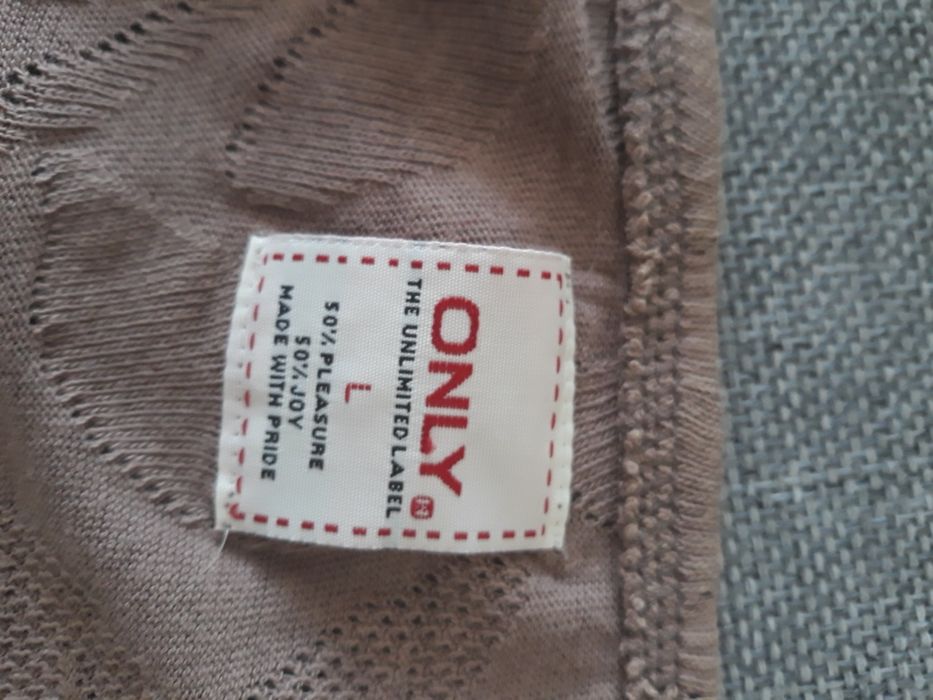 ONLY
THE UNLIMITED LABEL
L
50% PLEASURE
50% JOY
MADE WITH PRIDE